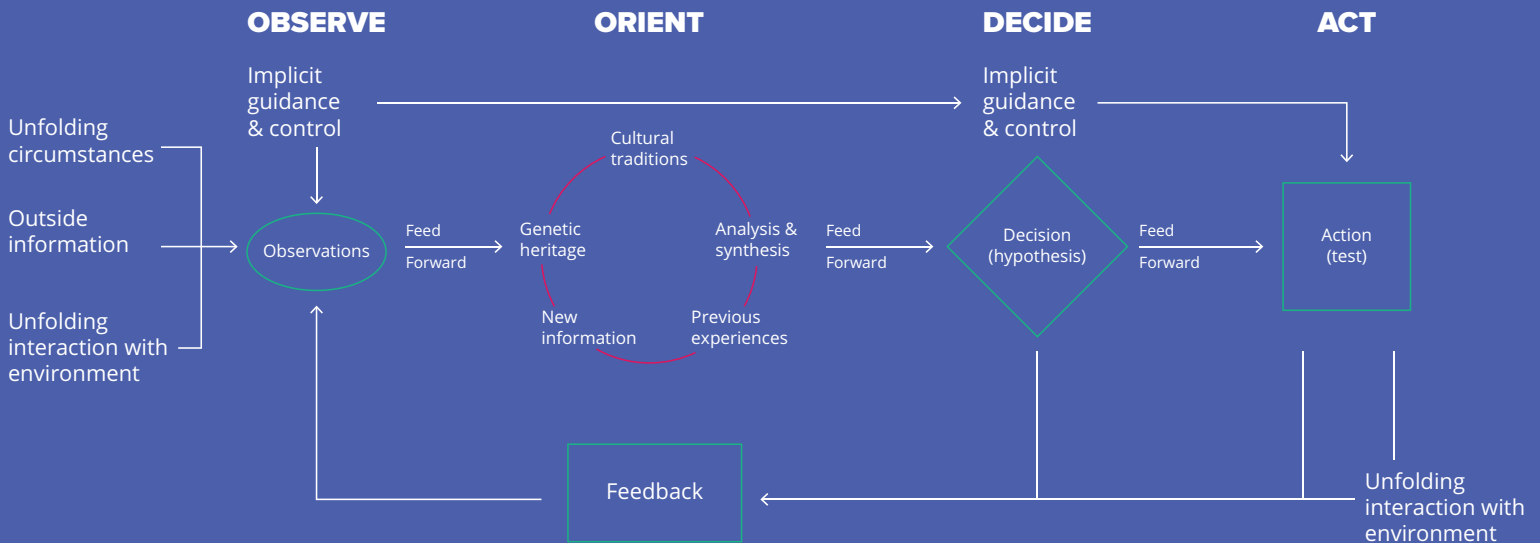 OBSERVE
ORIENT
DECIDE
ACT
Implicit
guidance
& control
Implicit
guidance
& control
Unfolding
circumstances
Outside
information
Unfolding
interaction with
environment
Observations
Feed
Forward
Cultural
traditions
Genetic
heritage
Analysis &
synthesis
New
information
Previous
experiences
Feed
Forward
Decision
(hypothesis)
Feed
Forward
Action
(test)
Feedback
Unfolding
interaction with
environment